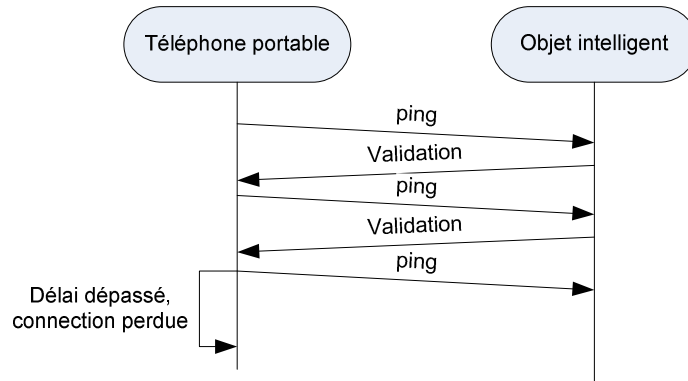 Téléphone portable
Objet intelligent
ping
Validation
ping
Validation
ping
Délai dépassé,
connection perdue